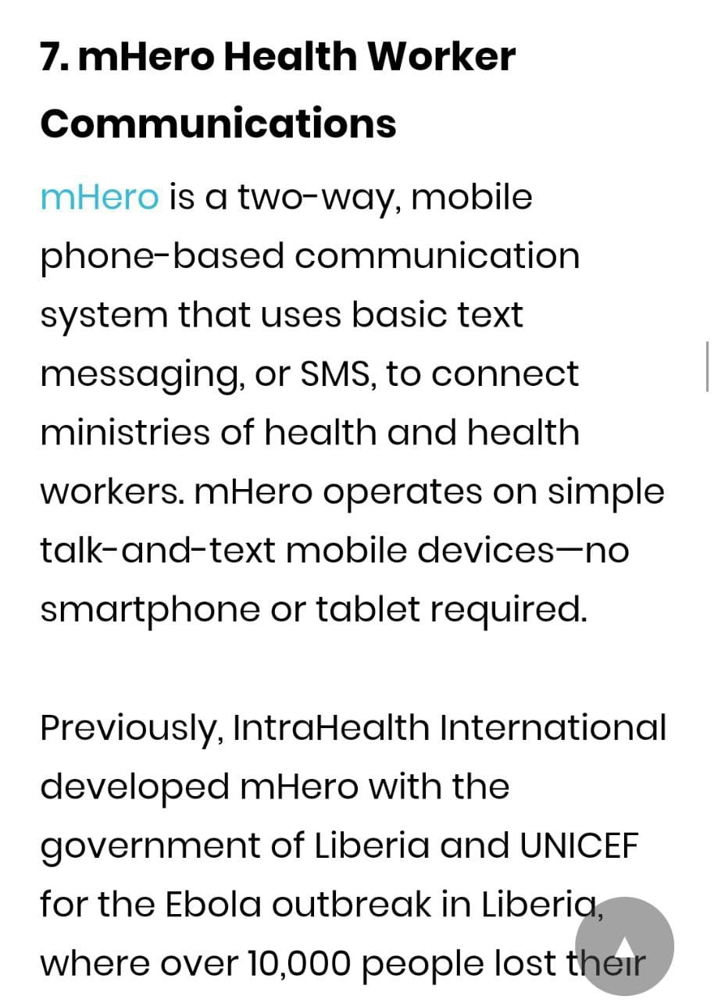 7. mHero Health Worker
Communications
mHero is a two-way, mobile
phone-based communication
system that uses basic text
messaging, or SMS, to connect
ministries of health and health
workers. mHero operates on simple
talk-and-text mobile devices—no
smartphone or tablet required.
Previously, IntraHealth International
developed mHero with the
government of Liberia and UNICEF
for the Ebola outbreak in Liberia,
where over 10,000 people lost their